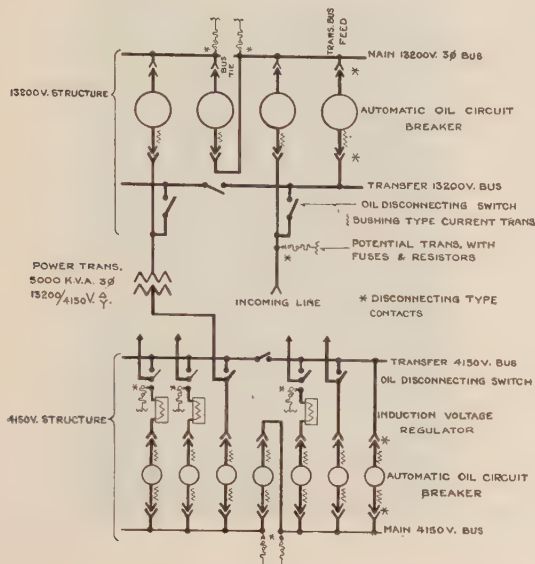 TRANS. BUS
FEED
BUS
TIE
MAIN 13200V. 3Ø BUS
13200V. STRUCTURE
AUTOMATIC OIL CIRCUIT
BREAKER
TRANSFER 13200V. BUS
OIL DISCONNECTING SWITCH
BUSHING TYPE CURRENT TRANS
POTENTIAL TRANS. WITH
FUSES & RESISTORS
POWER TRANS.
5000 K.V.A. 3Ø
13200/4150V. Δ Y.
INCOMING LINE
* DISCONNECTING TYPE
CONTACTS
TRANSFER 4150V. BUS
OIL DISCONNECTING SWITCH
4150V. STRUCTURE
INDUCTION VOLTAGE
REGULATOR
AUTOMATIC OIL CIRCUIT
BREAKER
MAIN 4150V. BUS